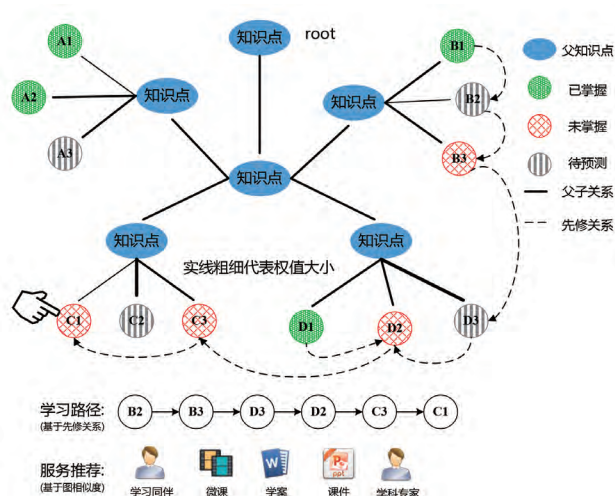 知识点 root
A1
A2
A3
知识点
知识点
B1
B2
B3
知识点
知识点
知识点
父知识点
已掌握
未掌握
待预测
父子关系
先修关系
实线粗细代表权值大小
C1 C2 C3 D1 D2 D3
学习路径:
(基于先修关系)
B2 B3 D3 D2 C3 C1
服务推荐:
(基于图相似度)
W P ppt
学习同伴 微课 学案 课件 学科专家